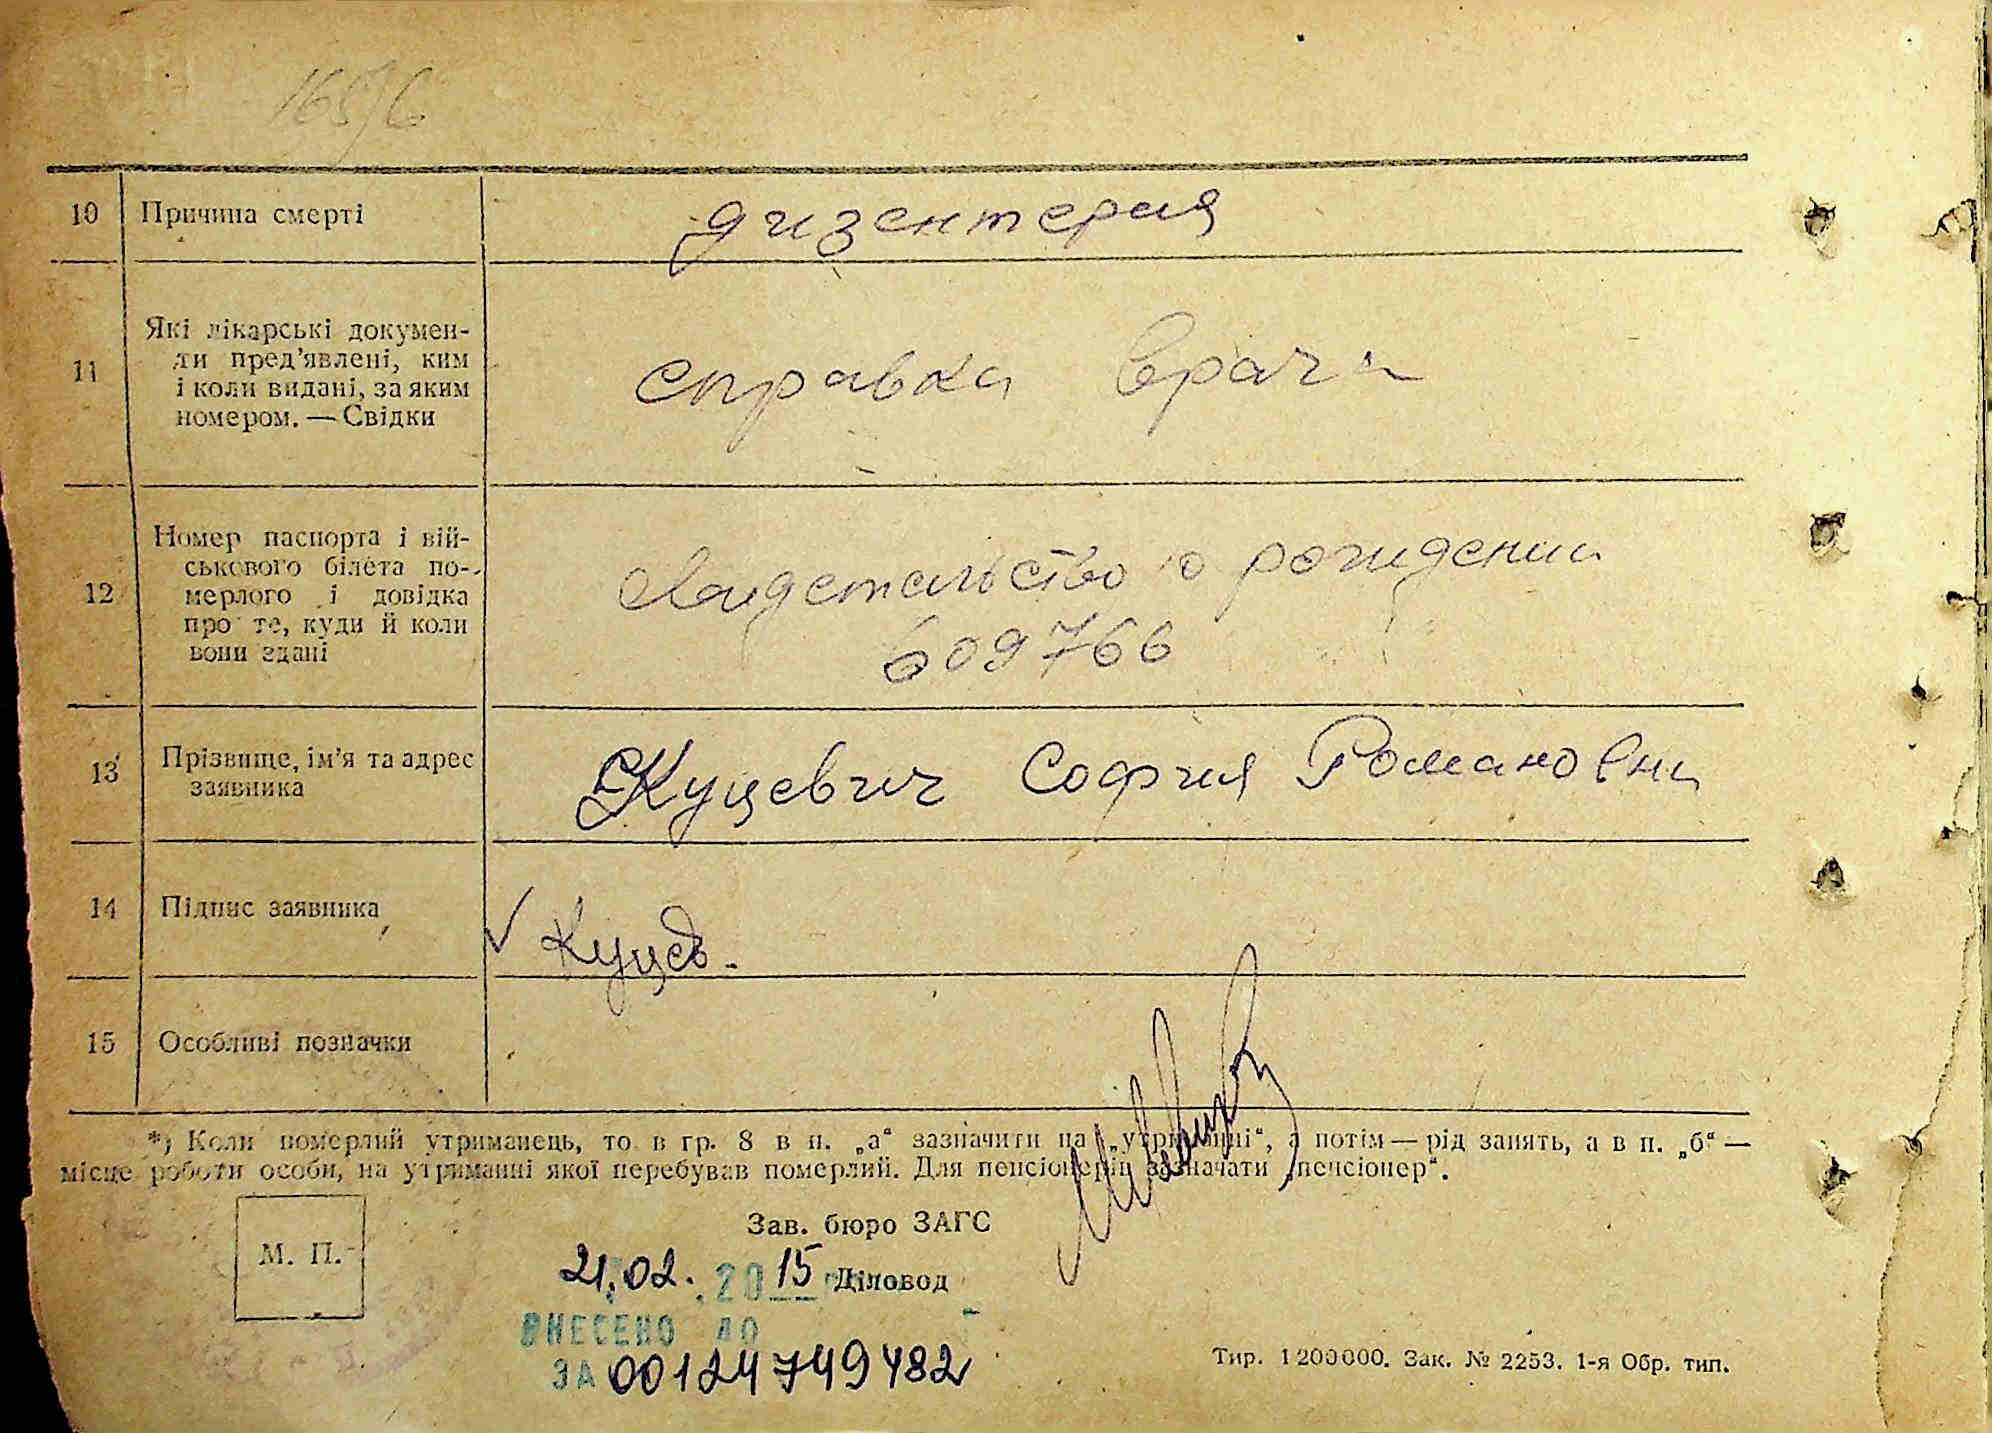 10 Причина смерті дизентерия
11 Які лікарські докумен-
ти пред'явлені, ким
і коли видані, за яким
номером. — Свідки
справка врача
12 Номер паспорта і вій-
ськового білета по-
мерлого і довідка
про те, куди й коли
вони здані
Свидетельство о рождении
609766
13 Прізвище, ім'я та адрес
заявника
Куцевич София Романовна
14 Підпис заявника
✓ Куцев.
15 Особливі позначки
*) Коли померлий утриманець, то в гр. 8 в п. „а" зазначити на „утриманні", а потім — рід занять, а в п. „б" —
місце роботи особи, на утриманні якої перебував померлий. Для пенсіонерів зазначати „пенсіонер".
М. П.
Зав. бюро ЗАГС
21.02.2015 Діловод
ВНЕСЕНО ДО
ЗА 00124749482
Тир. 1200000. Зак. № 2253. 1-я Обр. тип.